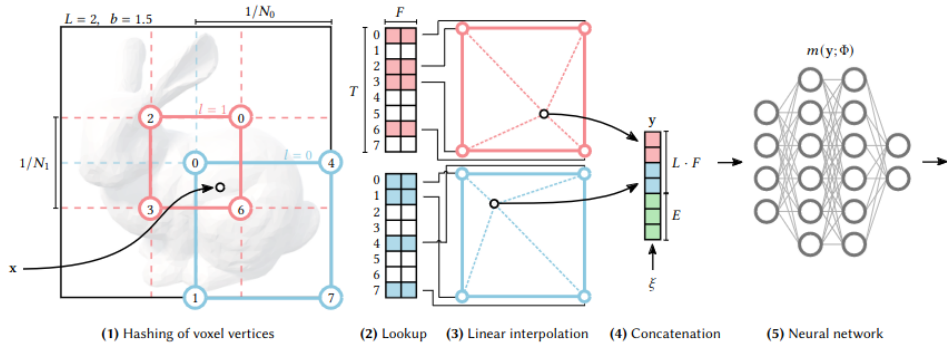 L = 2, b = 1.5
1/N₀
1/N₁
l = 1
l = 0
2
0
0
4
3
6
1
7
x
F
T
0
1
2
3
4
5
6
7
0
1
2
3
4
5
6
7
y
L · F
E
ξ
m(y; Φ)
(1) Hashing of voxel vertices
(2) Lookup
(3) Linear interpolation
(4) Concatenation
(5) Neural network